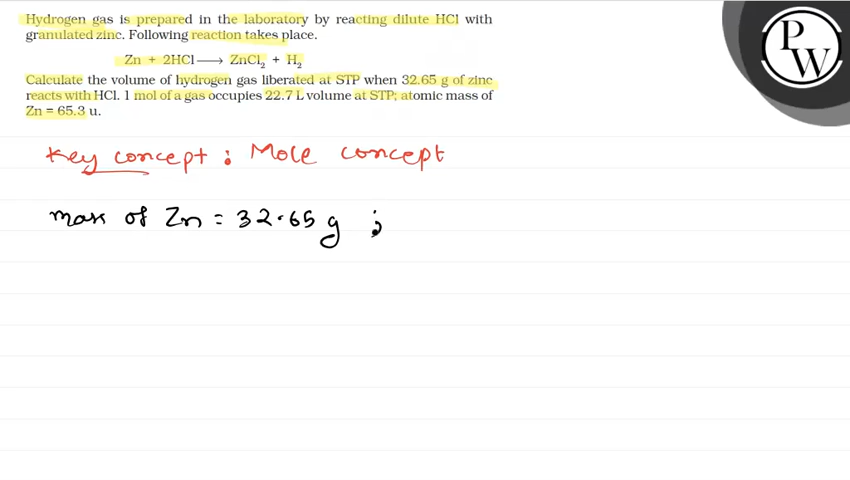 Hydrogen gas is prepared in the laboratory by reacting dilute HCl with
granulated zinc. Following reaction takes place.
Zn + 2HCl ⟶ ZnCl₂ + H₂
Calculate the volume of hydrogen gas liberated at STP when 32.65 g of zinc
reacts with HCl. 1 mol of a gas occupies 22.7 L volume at STP; atomic mass of
Zn = 65.3 u.
Key concept : Mole concept
mass of Zn = 32.65 g ;
PW